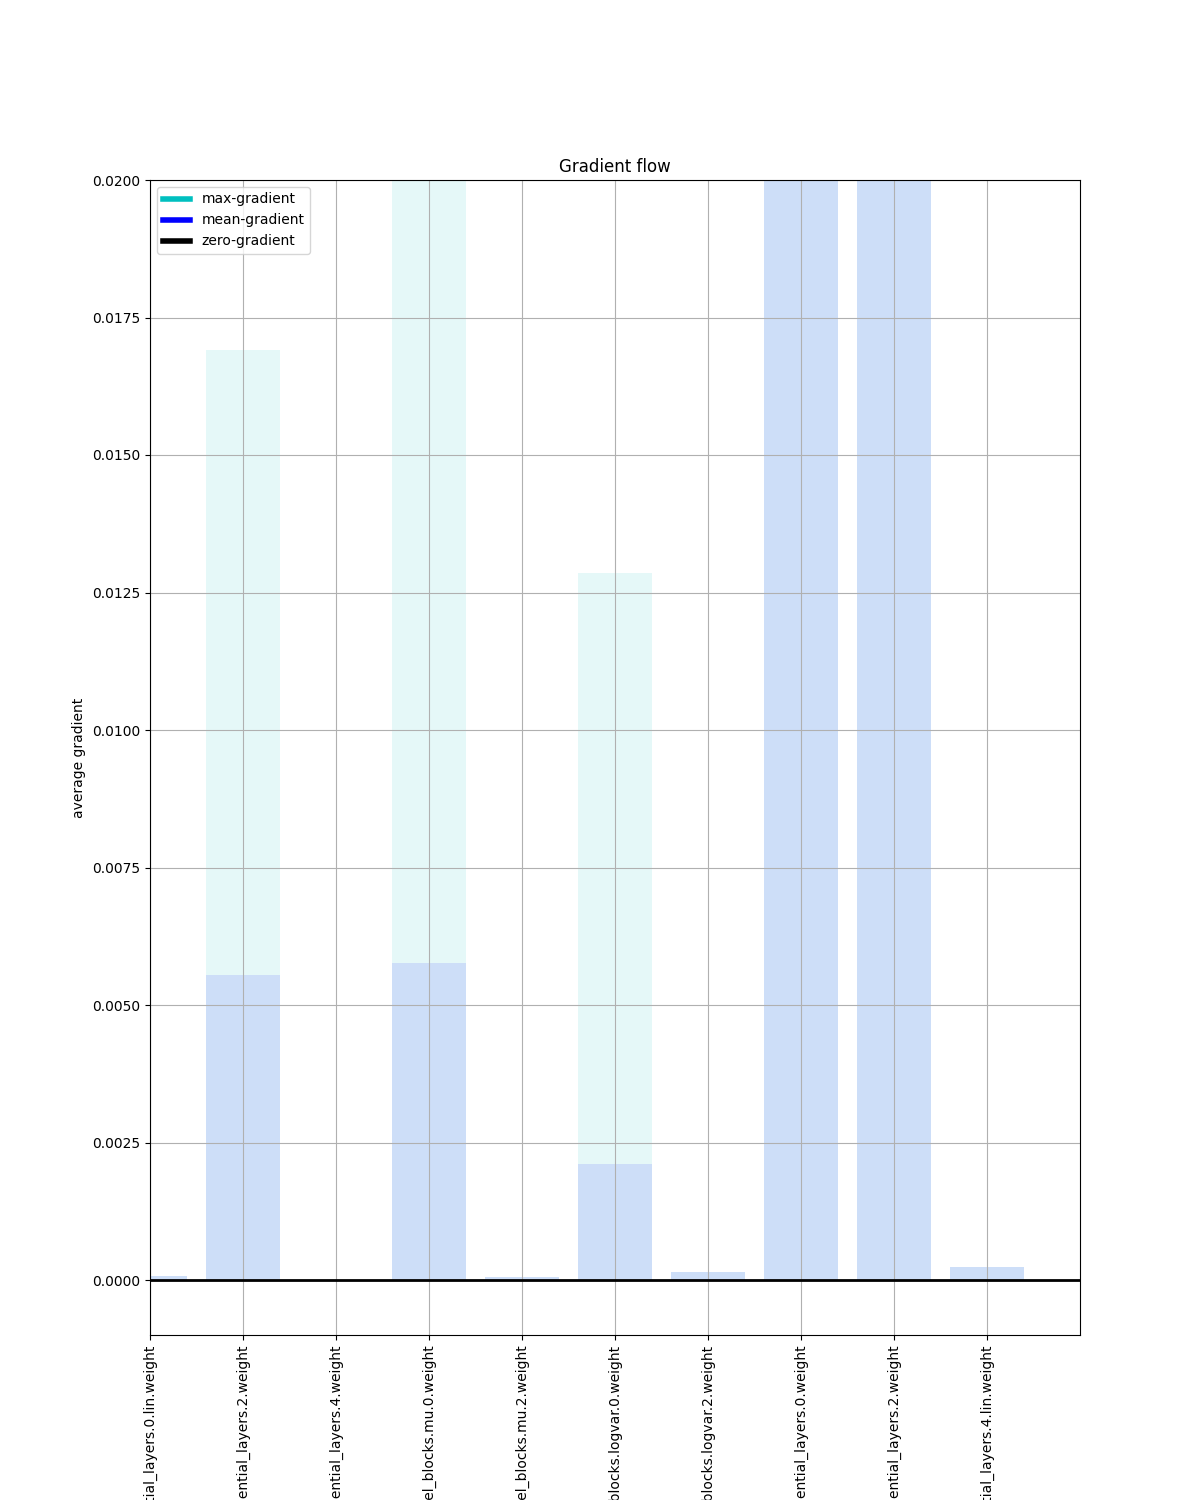 Gradient flow
max-gradient
mean-gradient
zero-gradient
0.0200
0.0175
0.0150
0.0125
0.0100
0.0075
0.0050
0.0025
0.0000
average gradient
tial_layers.0.lin.weight
ential_layers.2.weight
ential_layers.4.weight
el_blocks.mu.0.weight
el_blocks.mu.2.weight
blocks.logvar.0.weight
blocks.logvar.2.weight
ential_layers.0.weight
ential_layers.2.weight
tial_layers.4.lin.weight